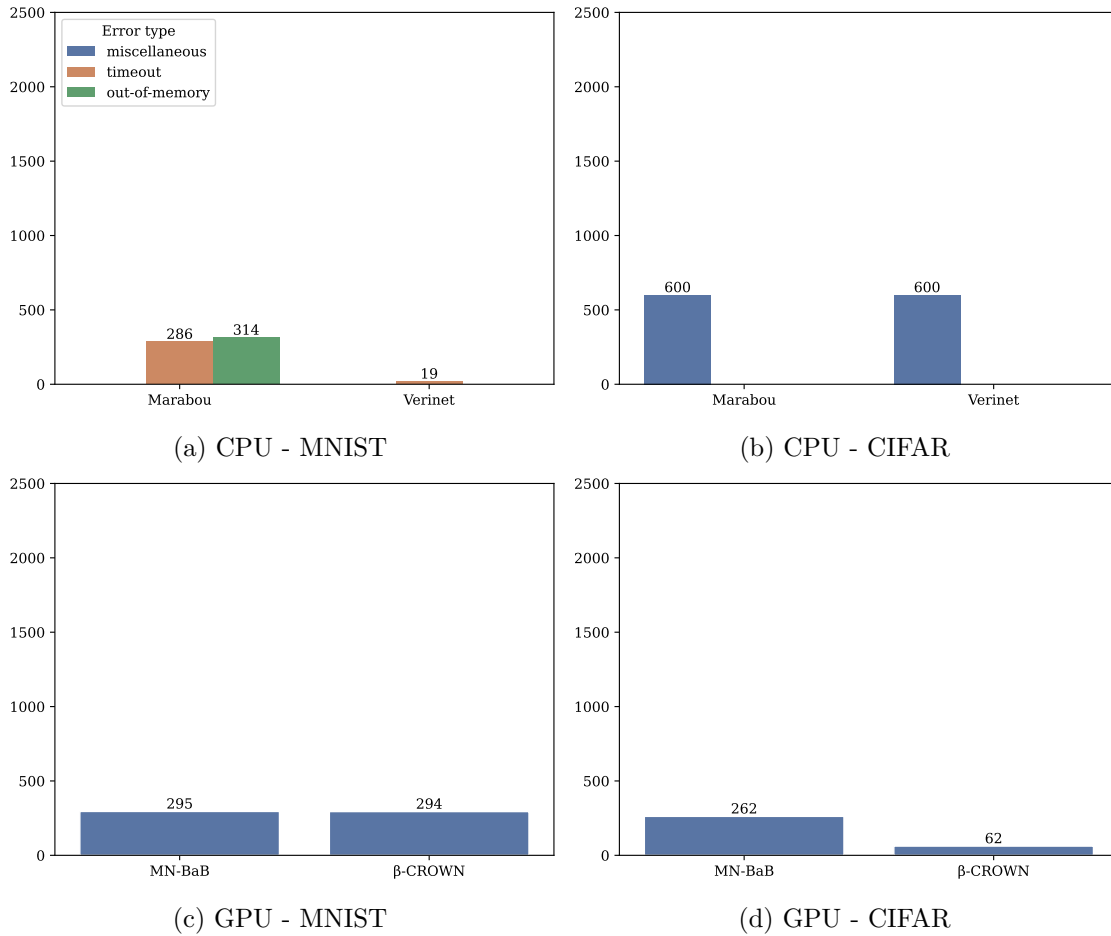 2500
2000
1500
1000
500
0
Error type
miscellaneous
timeout
out-of-memory
286
314
19
Marabou
Verinet
(a) CPU - MNIST
2500
2000
1500
1000
500
0
600
600
Marabou
Verinet
(b) CPU - CIFAR
2500
2000
1500
1000
500
0
295
294
MN-BaB
β-CROWN
(c) GPU - MNIST
2500
2000
1500
1000
500
0
262
62
MN-BaB
β-CROWN
(d) GPU - CIFAR